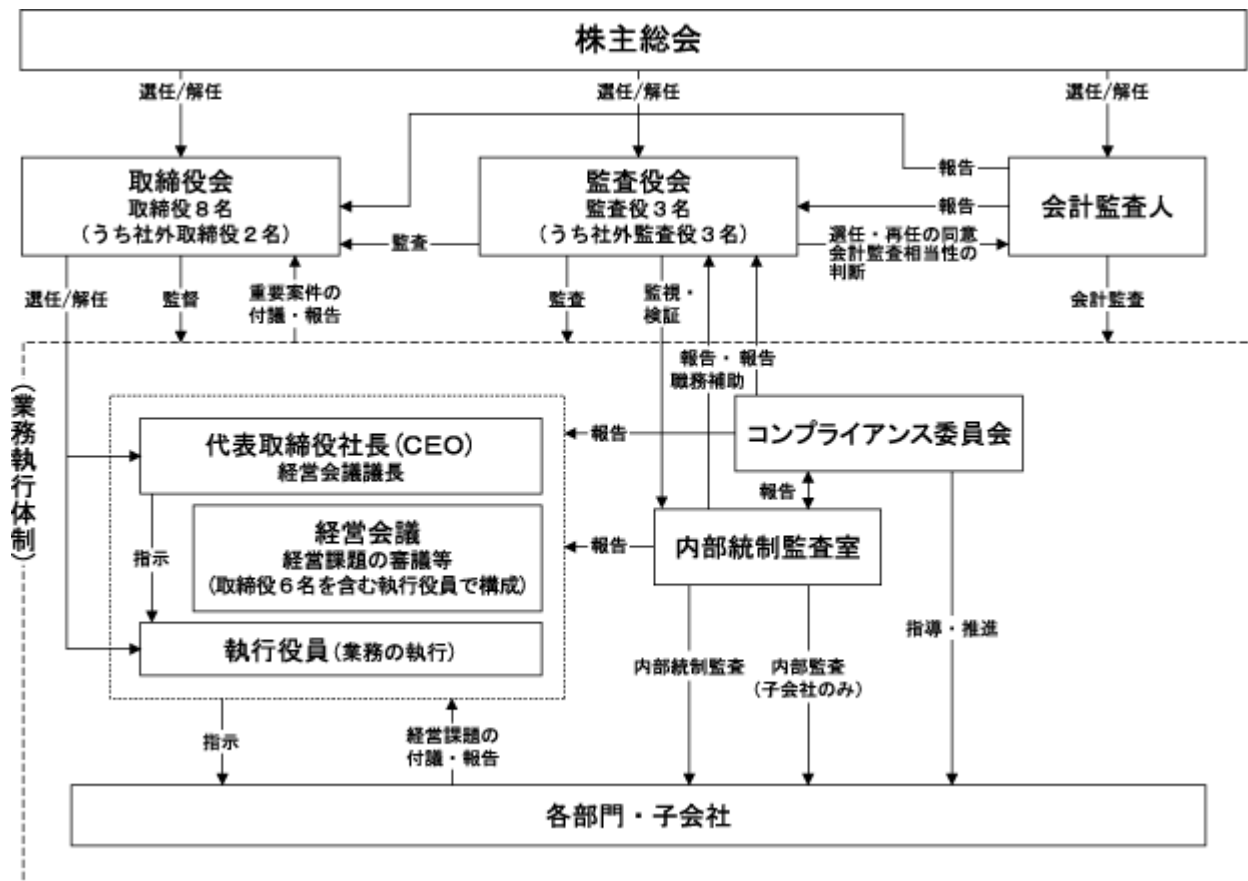 株主総会
選任/解任
選任/解任
選任/解任
取締役会
取締役8名
(うち社外取締役2名)
監査役会
監査役3名
(うち社外監査役3名)
会計監査人
報告
報告
監査
選任・再任の同意
会計監査相当性の
判断
選任/解任
監督
重要案件の
付議・報告
監査
監視・
検証
会計監査
報告・
職務補助
報告
(業務執行体制)
代表取締役社長(CEO)
経営会議議長
報告
コンプライアンス委員会
報告
経営会議
経営課題の審議等
(取締役6名を含む執行役員で構成)
指示
報告
内部統制監査室
執行役員(業務の執行)
内部統制監査
内部監査
(子会社のみ)
指導・推進
指示
経営課題の
付議・報告
各部門・子会社